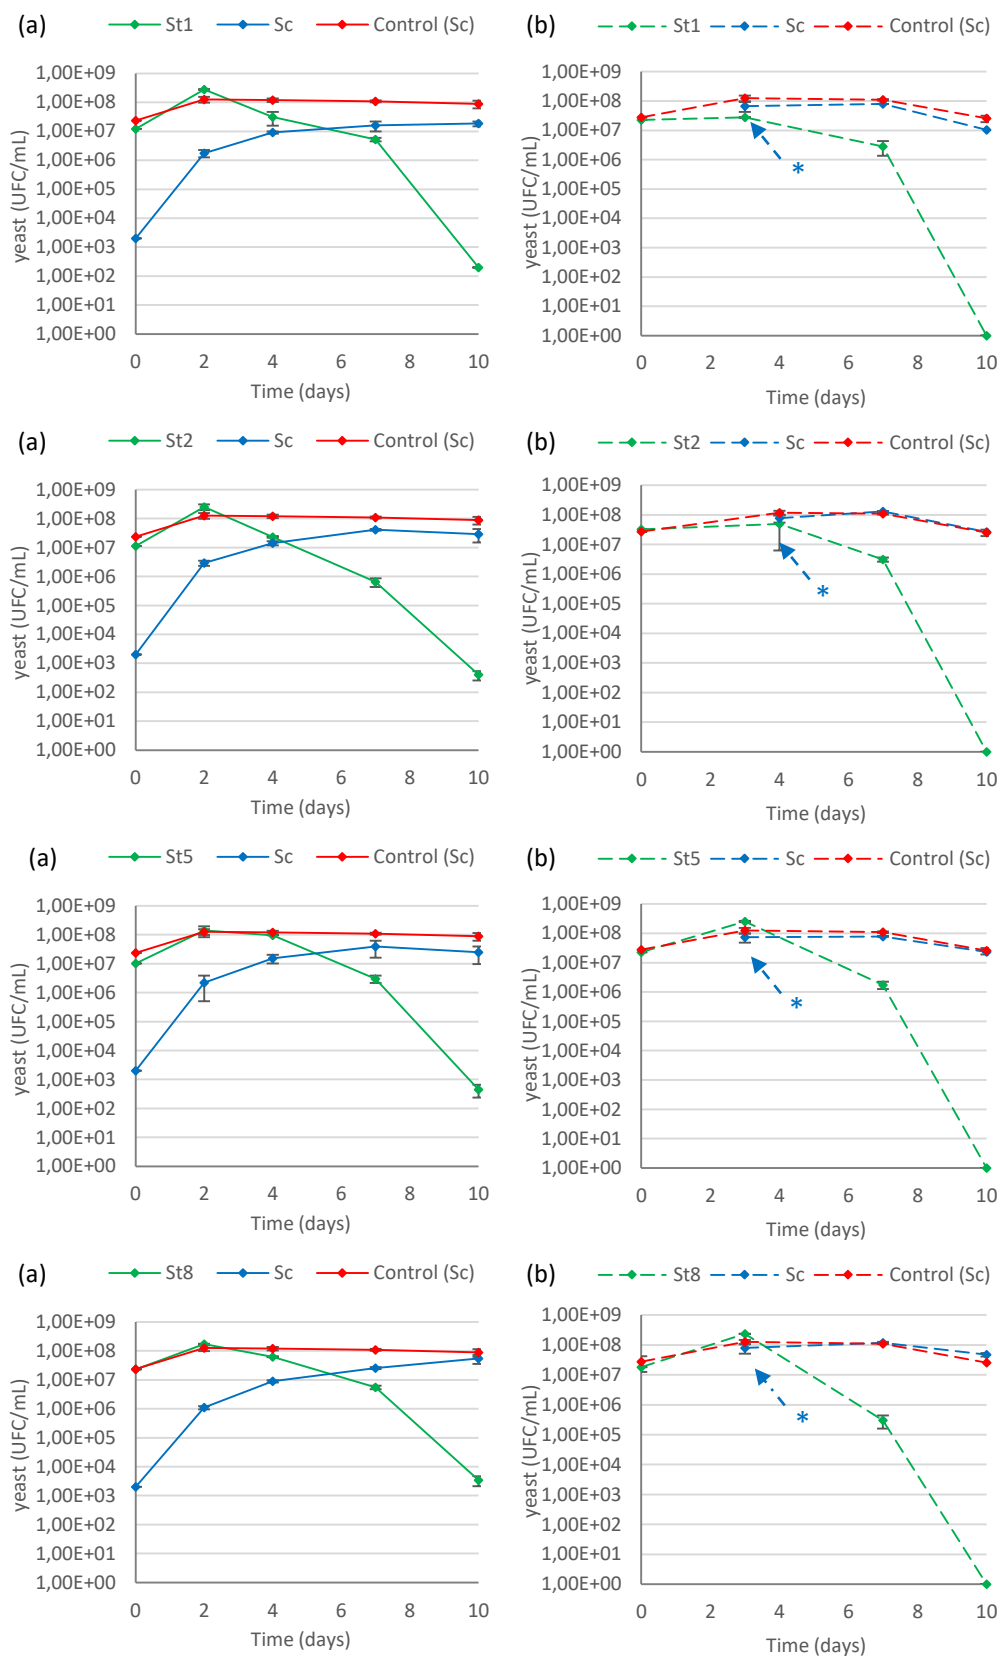 (a) St1 Sc Control (Sc)
1,00E+09
1,00E+08
1,00E+07
1,00E+06
1,00E+05
1,00E+04
1,00E+03
1,00E+02
1,00E+01
1,00E+00
yeast (UFC/mL)
0 2 4 6 8 10
Time (days)
(b) St1 Sc Control (Sc)
1,00E+09
1,00E+08
1,00E+07
1,00E+06
1,00E+05
1,00E+04
1,00E+03
1,00E+02
1,00E+01
1,00E+00
yeast (UFC/mL)
*
0 2 4 6 8 10
Time (days)
(a) St2 Sc Control (Sc)
1,00E+09
1,00E+08
1,00E+07
1,00E+06
1,00E+05
1,00E+04
1,00E+03
1,00E+02
1,00E+01
1,00E+00
yeast (UFC/mL)
0 2 4 6 8 10
Time (days)
(b) St2 Sc Control (Sc)
1,00E+09
1,00E+08
1,00E+07
1,00E+06
1,00E+05
1,00E+04
1,00E+03
1,00E+02
1,00E+01
1,00E+00
yeast (UFC/mL)
*
0 2 4 6 8 10
Time (days)
(a) St5 Sc Control (Sc)
1,00E+09
1,00E+08
1,00E+07
1,00E+06
1,00E+05
1,00E+04
1,00E+03
1,00E+02
1,00E+01
1,00E+00
yeast (UFC/mL)
0 2 4 6 8 10
Time (days)
(b) St5 Sc Control (Sc)
1,00E+09
1,00E+08
1,00E+07
1,00E+06
1,00E+05
1,00E+04
1,00E+03
1,00E+02
1,00E+01
1,00E+00
yeast (UFC/mL)
*
0 2 4 6 8 10
Time (days)
(a) St8 Sc Control (Sc)
1,00E+09
1,00E+08
1,00E+07
1,00E+06
1,00E+05
1,00E+04
1,00E+03
1,00E+02
1,00E+01
1,00E+00
yeast (UFC/mL)
0 2 4 6 8 10
Time (days)
(b) St8 Sc Control (Sc)
1,00E+09
1,00E+08
1,00E+07
1,00E+06
1,00E+05
1,00E+04
1,00E+03
1,00E+02
1,00E+01
1,00E+00
yeast (UFC/mL)
*
0 2 4 6 8 10
Time (days)